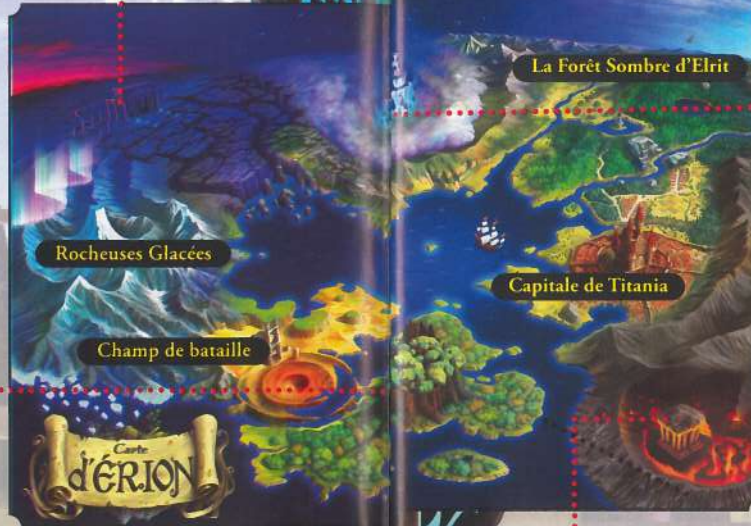 La Forêt Sombre d'Elrit
Rocheuses Glacées
Capitale de Titania
Champ de bataille
Carte
d'ÉRION